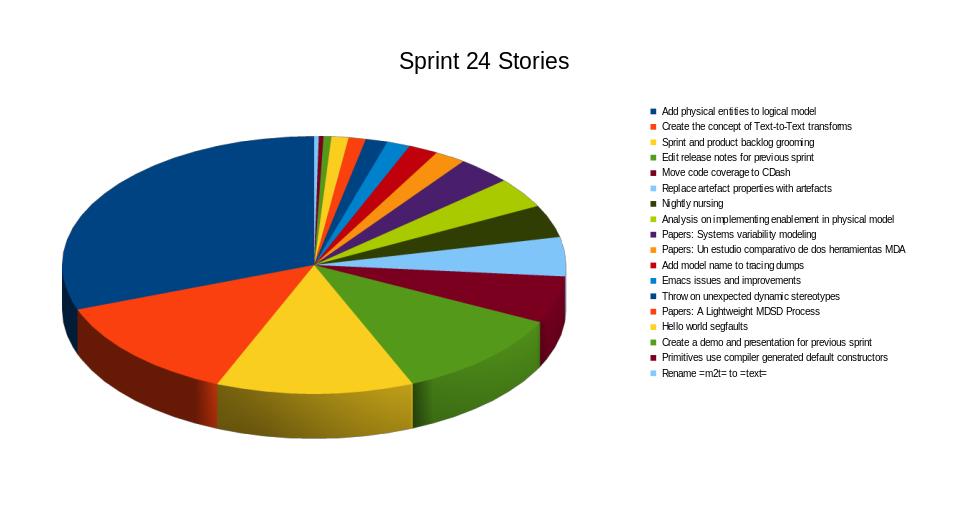 Sprint 24 Stories
Add physical entities to logical model
Create the concept of Text-to-Text transforms
Sprint and product backlog grooming
Edit release notes for previous sprint
Move code coverage to CDash
Replace artefact properties with artefacts
Nightly nursing
Analysis on implementing enablement in physical model
Papers: Systems variability modeling
Papers: Un estudio comparativo de dos herramientas MDA
Add model name to tracing dumps
Emacs issues and improvements
Throw on unexpected dynamic stereotypes
Papers: A Lightweight MDSD Process
Hello world segfaults
Create a demo and presentation for previous sprint
Primitives use compiler generated default constructors
Rename =m2t= to =text=